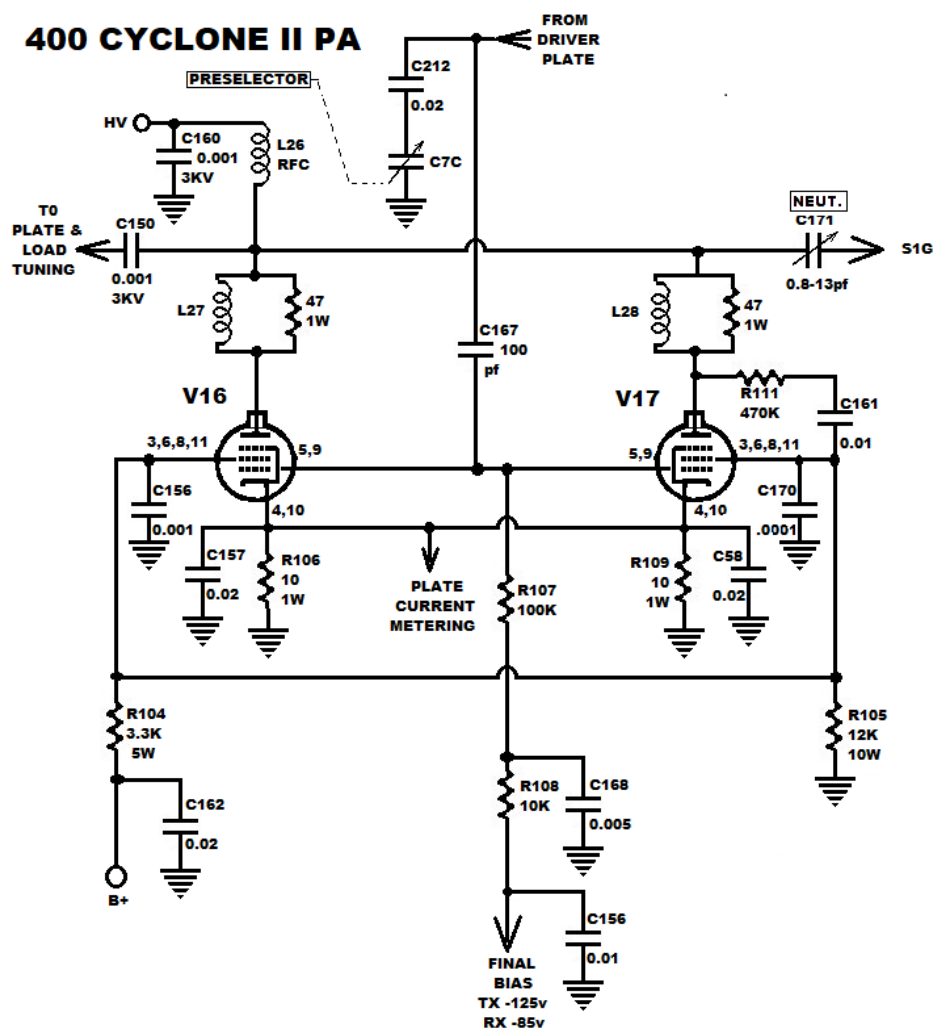 400 CYCLONE II PA
FROM
DRIVER
PLATE
C212
0.02
PRESELECTOR
HV
C160
0.001
3KV
L26
RFC
C7C
T0
PLATE &
LOAD
TUNING
C150
0.001
3KV
NEUT.
C171
0.8-13pf
S1G
L27
47
1W
C167
100
pf
L28
47
1W
V16
V17
R111
470K
C161
0.01
3,6,8,11
5,9
5,9
3,6,8,11
C156
0.001
4,10
4,10
C170
.0001
C157
0.02
R106
10
1W
PLATE
CURRENT
METERING
R107
100K
R109
10
1W
C58
0.02
R104
3.3K
5W
R105
12K
10W
C162
0.02
R108
10K
C168
0.005
B+
C156
0.01
FINAL
BIAS
TX -125v
RX -85v